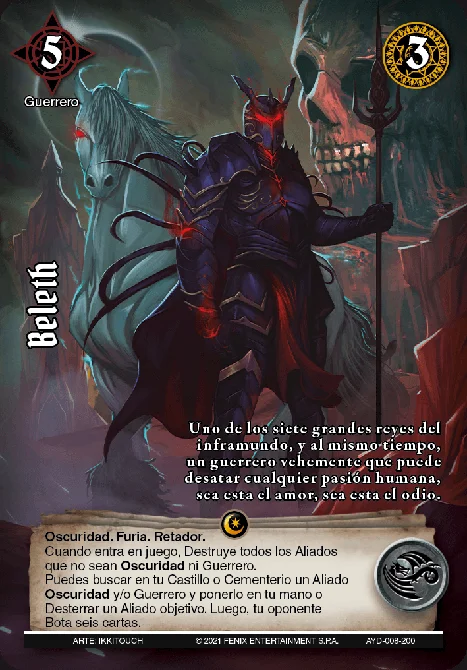 5
3
Guerrero
Beleth
Uno de los siete grandes reyes del
inframundo, y al mismo tiempo,
un guerrero vehemente que puede
desatar cualquier pasión humana,
sea esta el amor, sea esta el odio.
Oscuridad. Furia. Retador.
Cuando entra en juego, Destruye todos los Aliados
que no sean Oscuridad ni Guerrero.
Puedes buscar en tu Castillo o Cementerio un Aliado
Oscuridad y/o Guerrero y ponerlo en tu mano o
Desterrar un Aliado objetivo. Luego, tu oponente
Bota seis cartas.
ARTE: IKKITOUCH © 2021 FENIX ENTERTAINMENT S.P.A. AYD-008-200